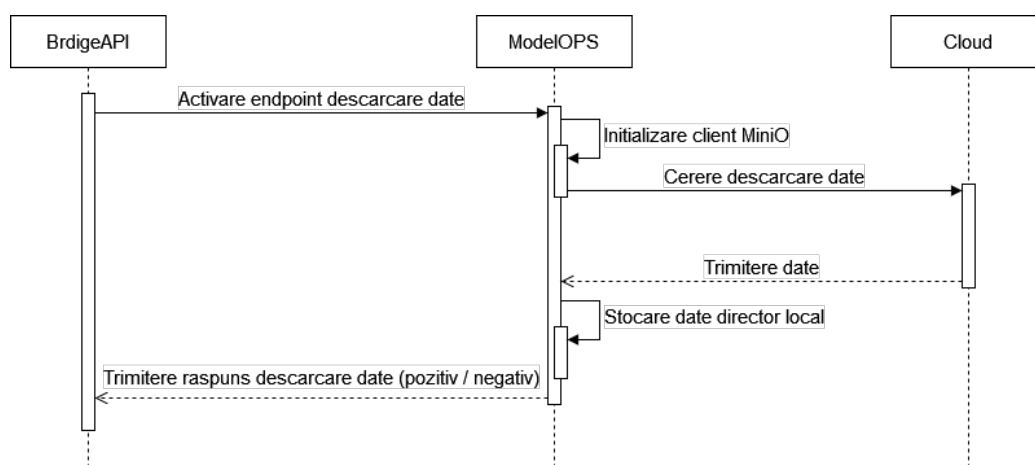 BrdigeAPI
ModelOPS
Cloud
Activare endpoint descarcare date
Initializare client MiniO
Cerere descarcare date
Trimitere date
Stocare date director local
Trimitere raspuns descarcare date (pozitiv / negativ)